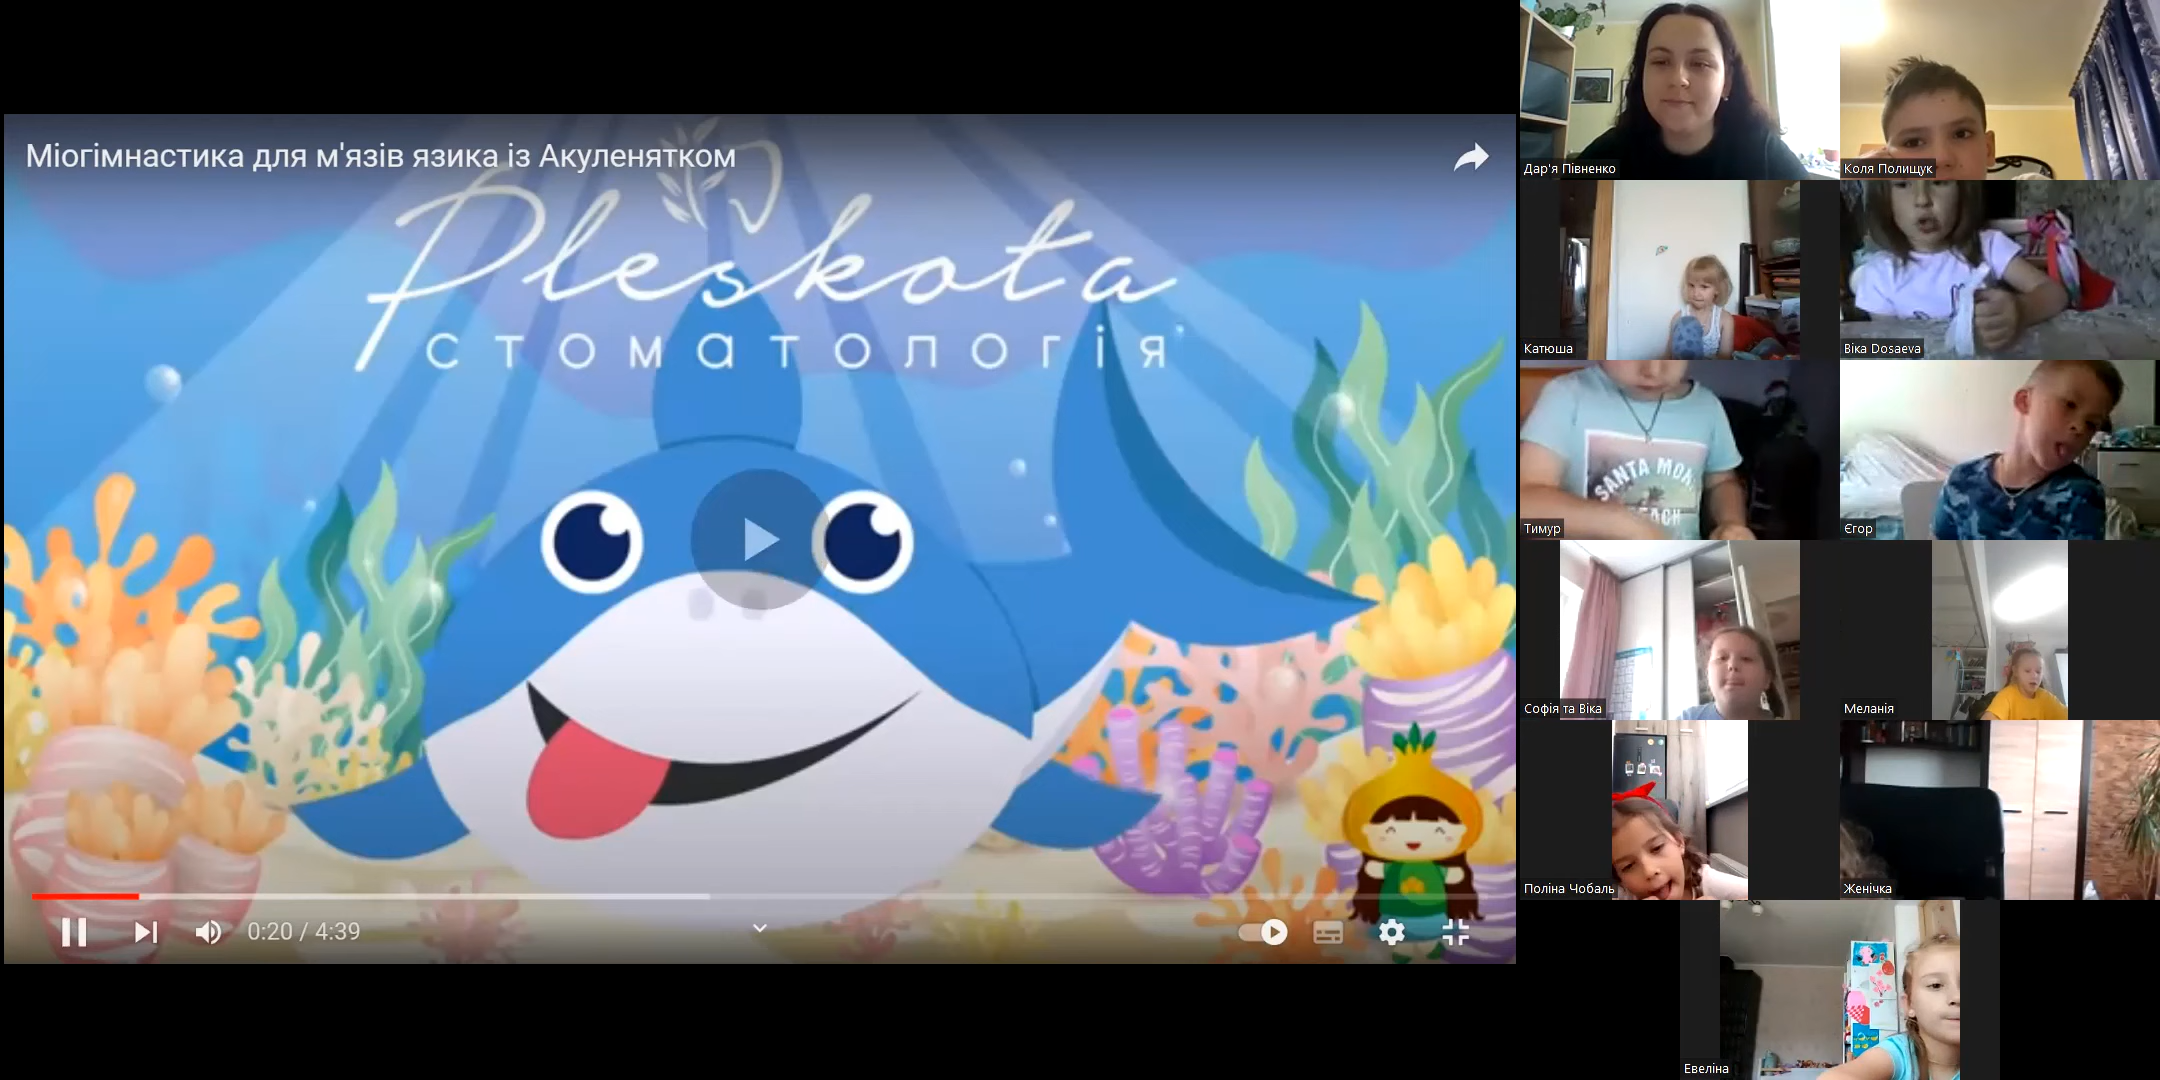 Міогімнастика для м'язів язика із Акуленятком
Pleskota
стоматологія
0:20 / 4:39
Дар'я Півненко
Коля Полищук
Катюша
Віка Dosaeva
SANTA MON
BEACH
Тимур
Єгор
Софія та Віка
Меланія
Поліна Чобаль
Женічка
Евеліна